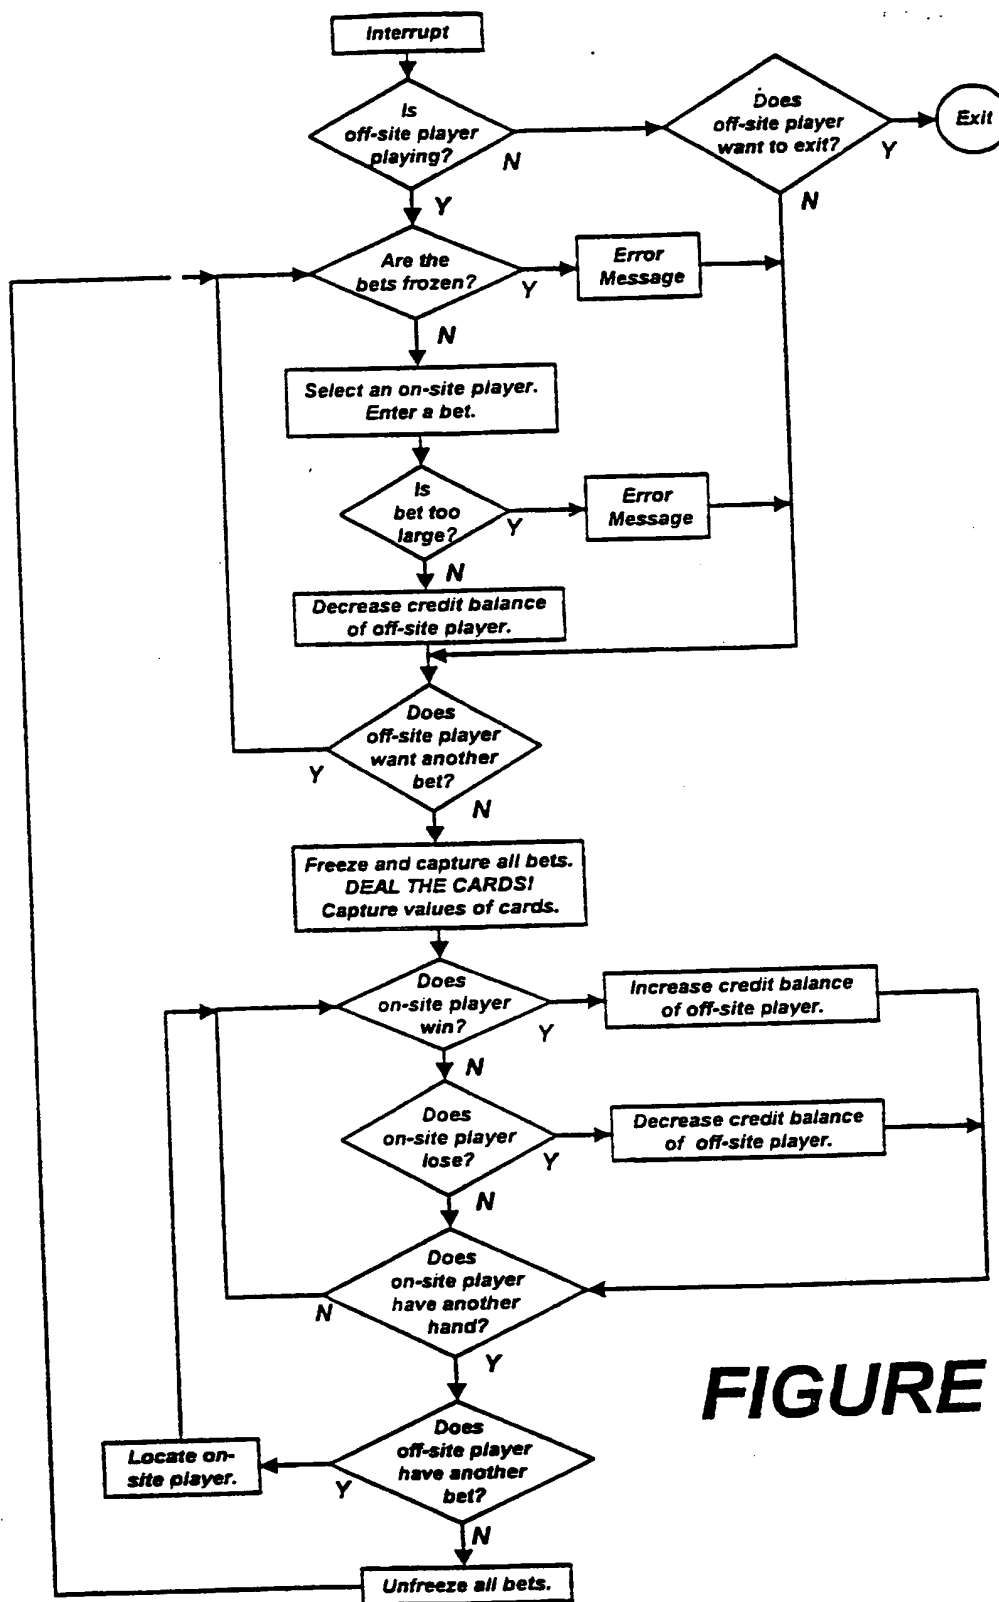 Interrupt
Is
off-site player
playing?
N
Y
Does
off-site player
want to exit?
Y
N
Exit
Are the
bets frozen?
Y
N
Error
Message
Select an on-site player.
Enter a bet.
Is
bet too
large?
Y
N
Error
Message
Decrease credit balance
of off-site player.
Does
off-site player
want another
bet?
Y
N
Freeze and capture all bets.
DEAL THE CARDS!
Capture values of cards.
Does
on-site player
win?
Y
N
Increase credit balance
of off-site player.
Does
on-site player
lose?
Y
N
Decrease credit balance
of off-site player.
Does
on-site player
have another
hand?
N
Y
Does
off-site player
have another
bet?
Y
N
Locate on-
site player.
Unfreeze all bets.
FIGURE